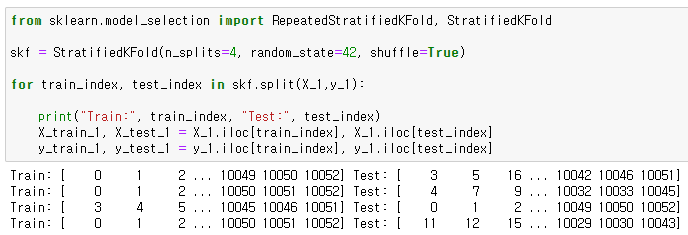 from sklearn.model_selection import RepeatedStratifiedKFold, StratifiedKFold
skf = StratifiedKFold(n_splits=4, random_state=42, shuffle=True)
for train_index, test_index in skf.split(X_1,y_1):
print("Train:", train_index, "Test:", test_index)
X_train_1, X_test_1 = X_1.iloc[train_index], X_1.iloc[test_index]
y_train_1, y_test_1 = y_1.iloc[train_index], y_1.iloc[test_index]
Train: [ 0 1 2 ... 10049 10050 10052] Test: [ 3 5 16 ... 10042 10046 10051]
Train: [ 0 1 2 ... 10050 10051 10052] Test: [ 4 7 9 ... 10032 10033 10045]
Train: [ 3 4 5 ... 10045 10046 10051] Test: [ 0 1 2 ... 10049 10050 10052]
Train: [ 0 1 2 ... 10050 10051 10052] Test: [ 11 12 15 ... 10029 10030 10043]